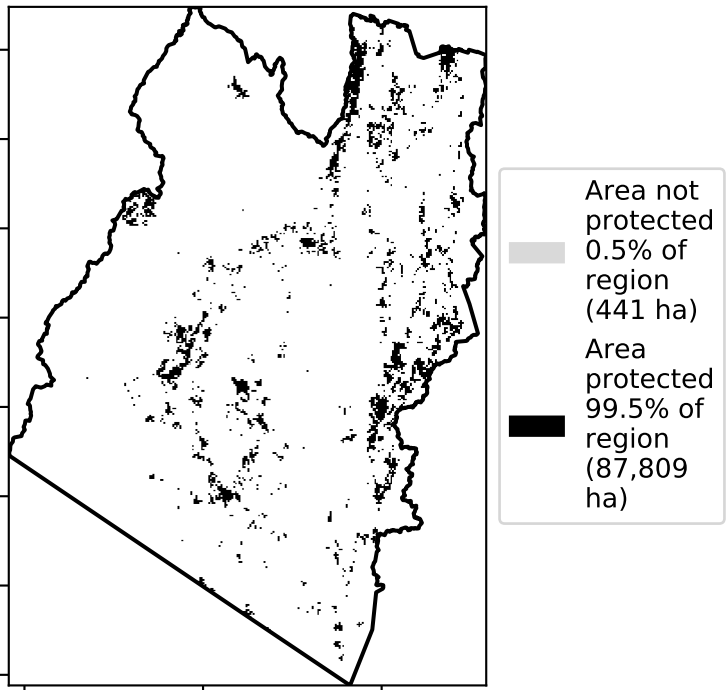 Area not
protected
0.5% of
region
(441 ha)
Area
protected
99.5% of
region
(87,809
ha)